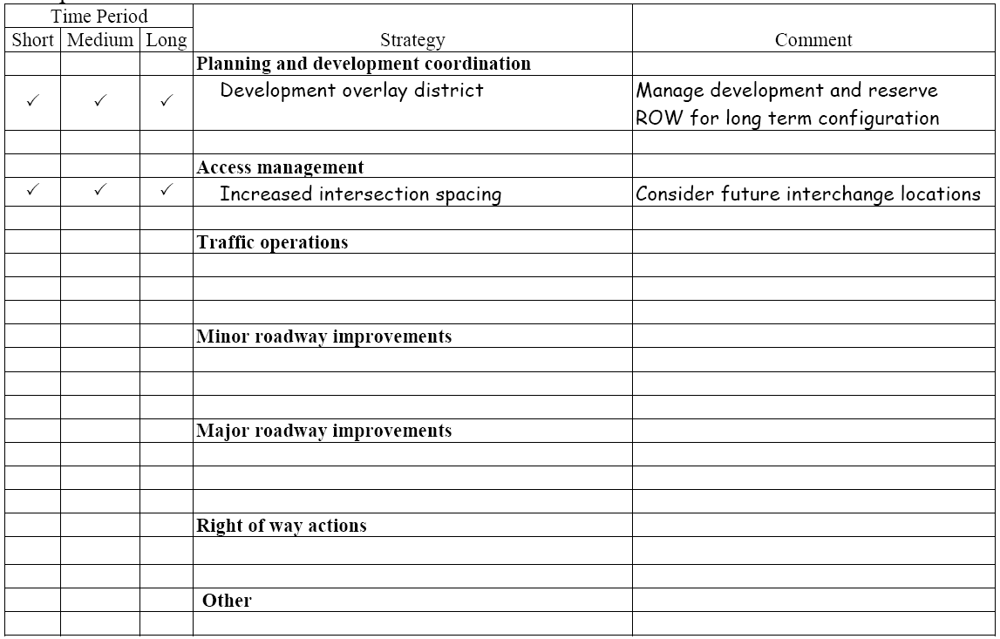 Time Period
Short Medium Long Strategy Comment
Planning and development coordination
✓ ✓ ✓ Development overlay district Manage development and reserve
ROW for long term configuration
Access management
✓ ✓ ✓ Increased intersection spacing Consider future interchange locations
Traffic operations
Minor roadway improvements
Major roadway improvements
Right of way actions
Other